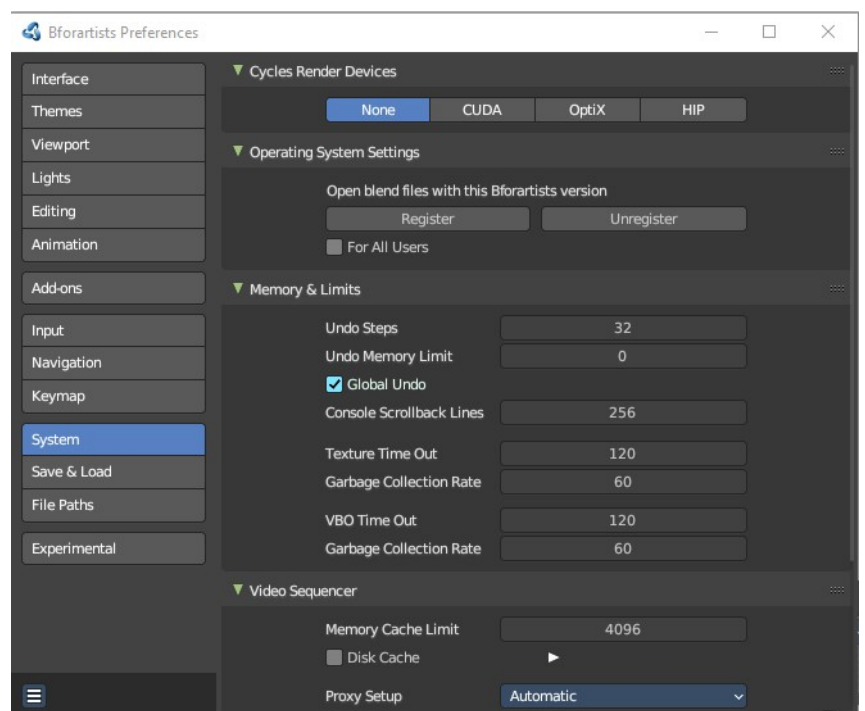 Bforartists Preferences
Interface
Themes
Viewport
Lights
Editing
Animation
Add-ons
Input
Navigation
Keymap
System
Save & Load
File Paths
Experimental
Cycles Render Devices
None CUDA OptiX HIP
Operating System Settings
Open blend files with this Bforartists version
Register Unregister
For All Users
Memory & Limits
Undo Steps 32
Undo Memory Limit 0
Global Undo
Console Scrollback Lines 256
Texture Time Out 120
Garbage Collection Rate 60
VBO Time Out 120
Garbage Collection Rate 60
Video Sequencer
Memory Cache Limit 4096
Disk Cache
Proxy Setup Automatic